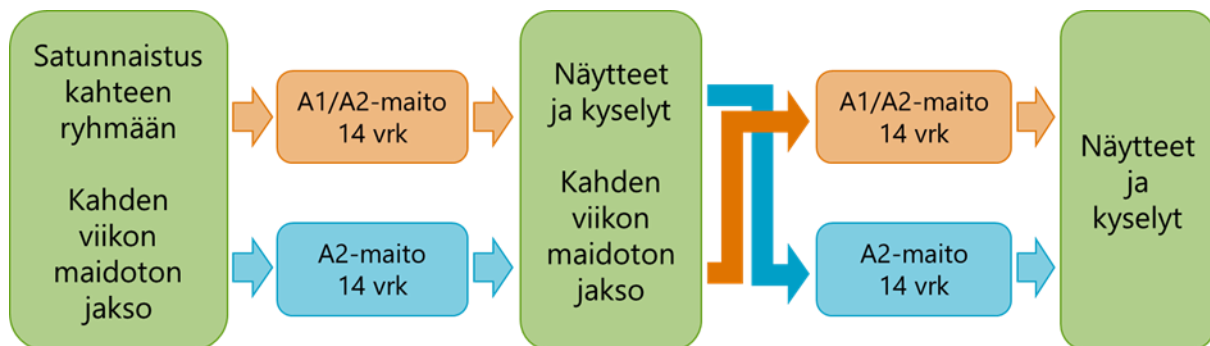 Satunnaistus
kahteen
ryhmään
Kahden
viikon
maidoton
jakso
A1/A2-maito
14 vrk
A2-maito
14 vrk
Näytteet
ja kyselyt
Kahden
viikon
maidoton
jakso
A1/A2-maito
14 vrk
A2-maito
14 vrk
Näytteet
ja
kyselyt